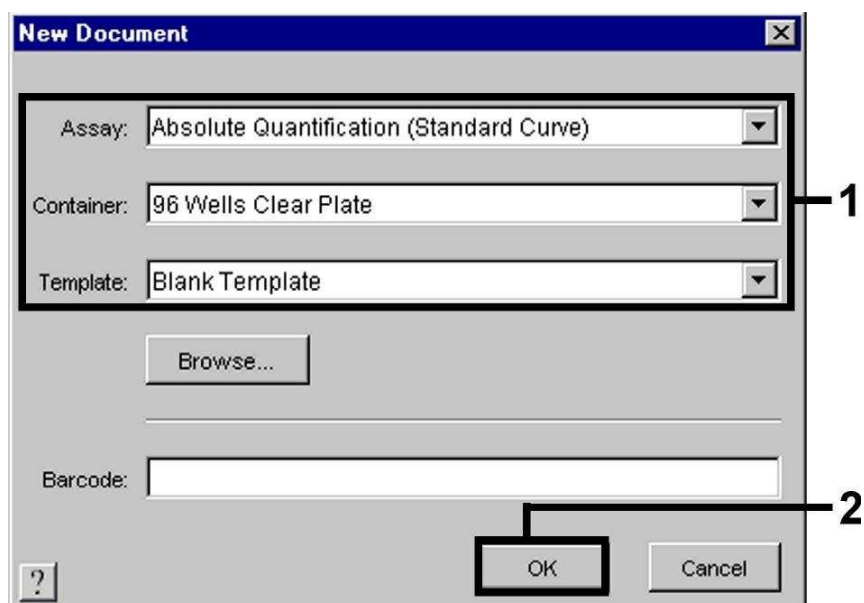 New Document
Assay: Absolute Quantification (Standard Curve)
1
Container: 96 Wells Clear Plate
Template: Blank Template
Browse...
Barcode:
2
OK Cancel
?